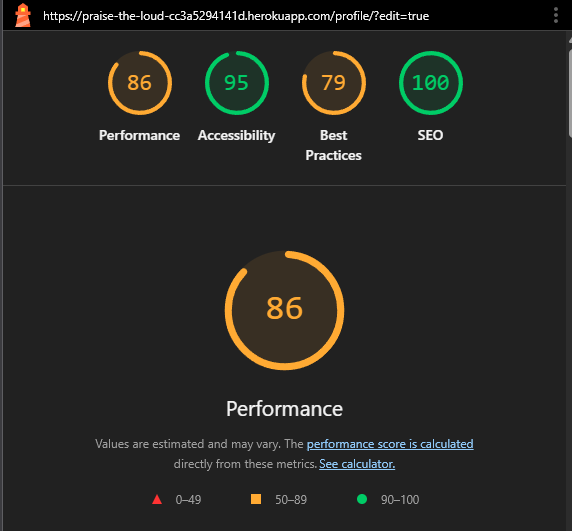 https://praise-the-loud-cc3a5294141d.herokuapp.com/profile/?edit=true
86 95 79 100
Performance Accessibility Best Practices SEO
86
Performance
Values are estimated and may vary. The performance score is calculated
directly from these metrics. See calculator.
0–49 50–89 90–100